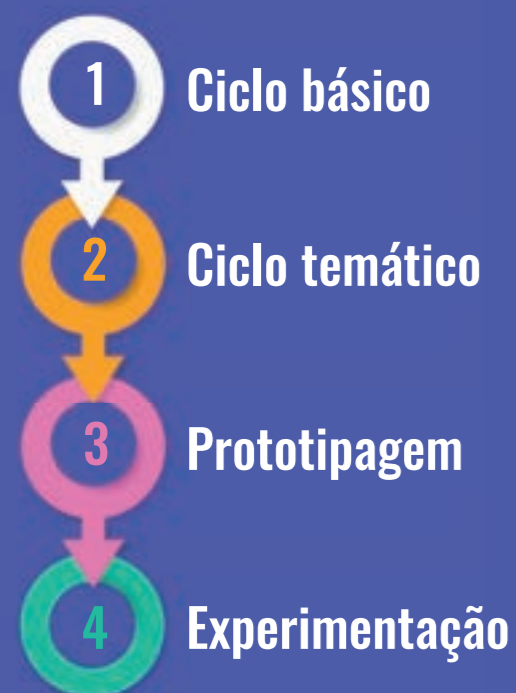 1 Ciclo básico
2 Ciclo temático
3 Prototipagem
4 Experimentação